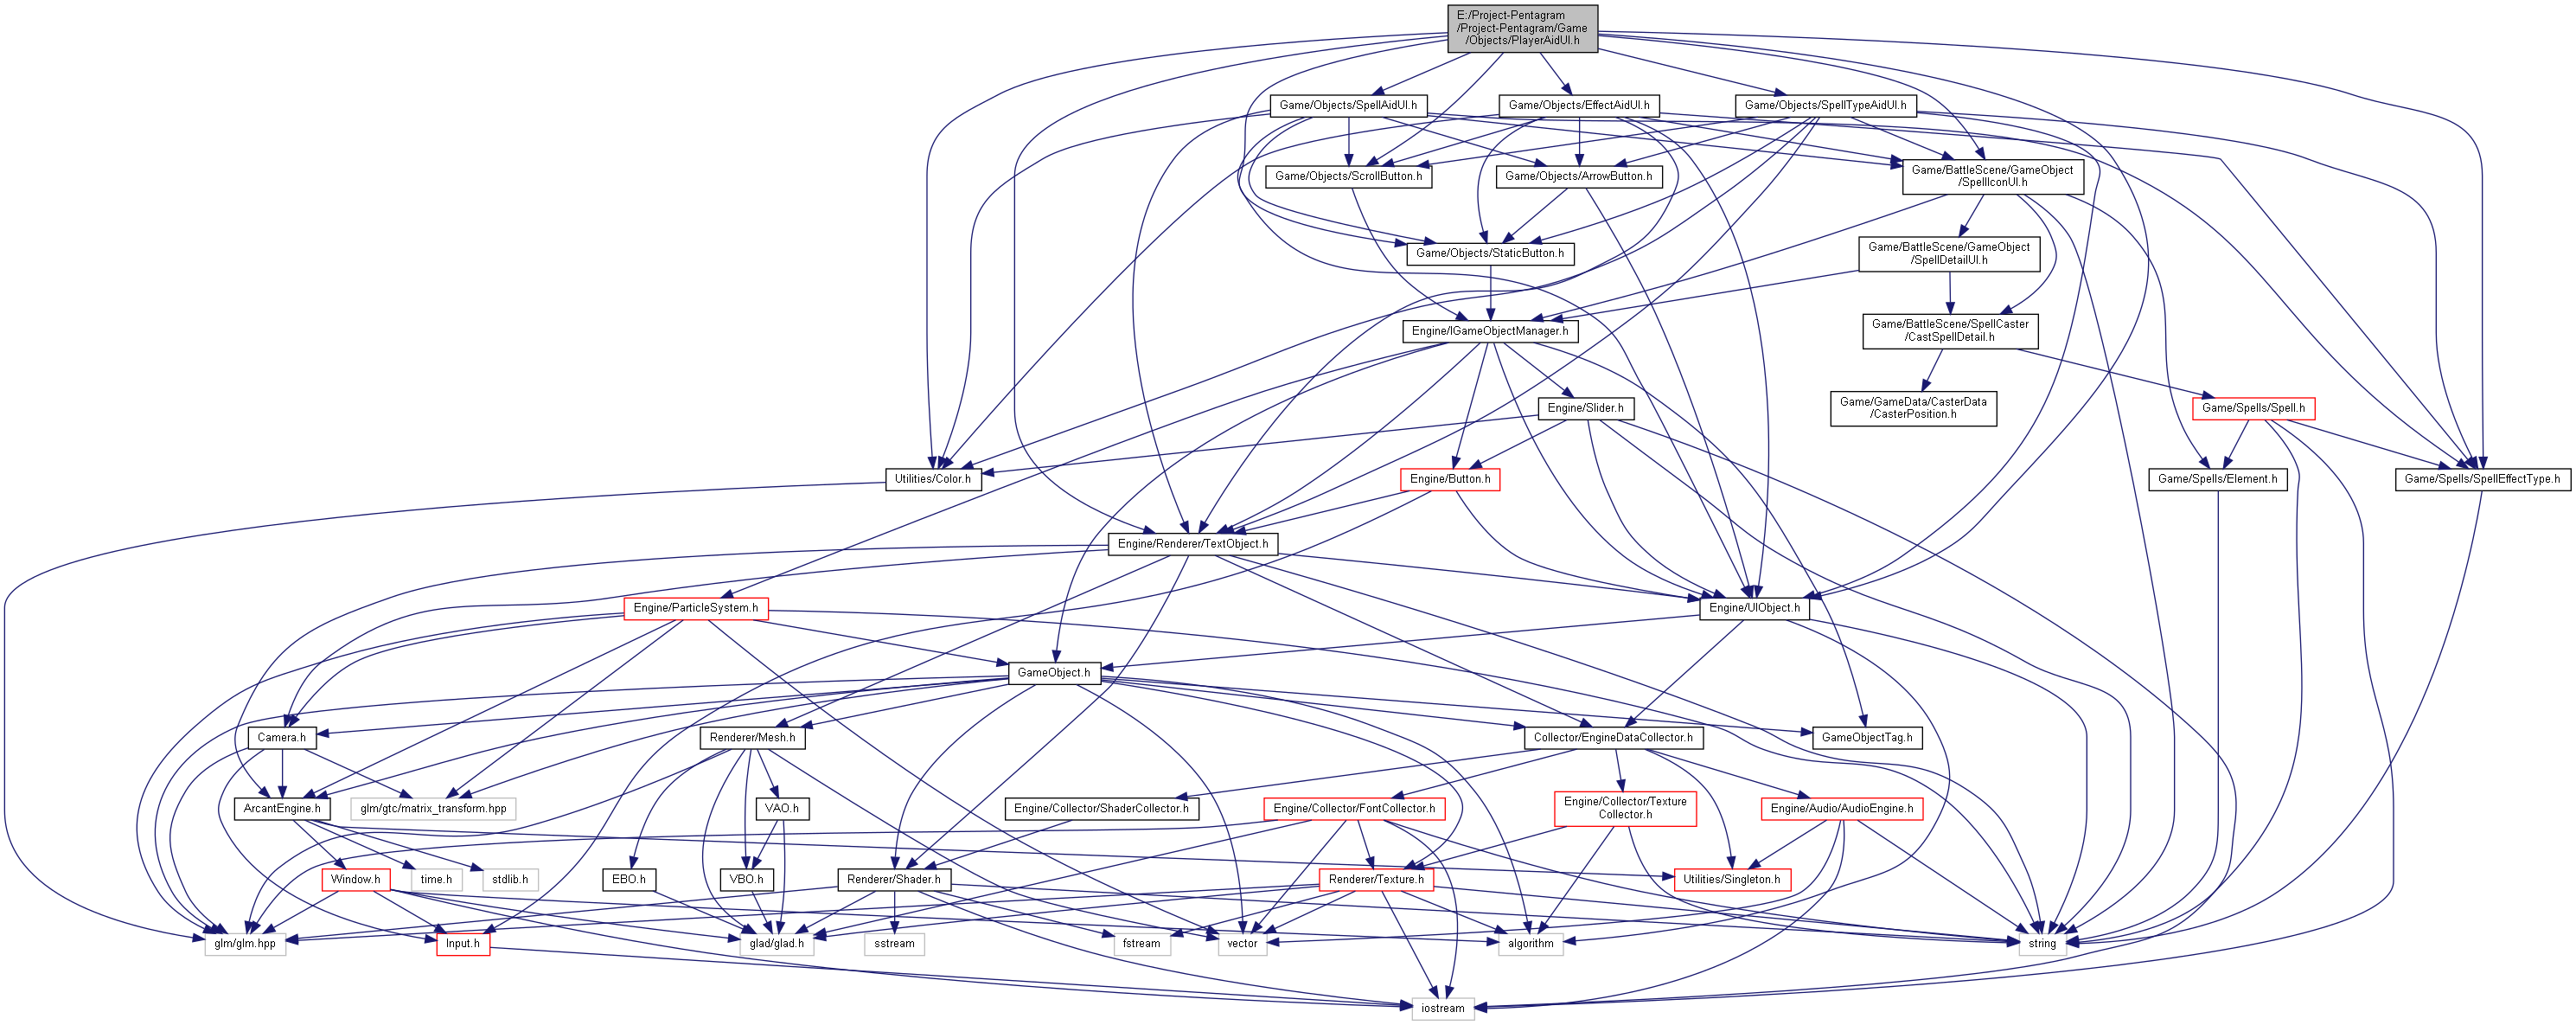 E:/Project-Pentagram
/Project-Pentagram/Game
/Objects/PlayerAidUI.h
Game/Objects/SpellAidUI.h
Game/Objects/EffectAidUI.h
Game/Objects/SpellTypeAidUI.h
Game/Objects/ScrollButton.h
Game/Objects/ArrowButton.h
Game/BattleScene/GameObject
/SpellIconUI.h
Game/Objects/StaticButton.h
Game/BattleScene/GameObject
/SpellDetailUI.h
Engine/IGameObjectManager.h
Game/BattleScene/SpellCaster
/CastSpellDetail.h
Engine/Slider.h
Game/GameData/CasterData
/CasterPosition.h
Game/Spells/Spell.h
Utilities/Color.h
Engine/Button.h
Game/Spells/Element.h
Game/Spells/SpellEffectType.h
Engine/Renderer/TextObject.h
Engine/ParticleSystem.h
Engine/UIObject.h
GameObject.h
Camera.h
Renderer/Mesh.h
Collector/EngineDataCollector.h
GameObjectTag.h
ArcantEngine.h
glm/gtc/matrix_transform.hpp
VAO.h
Engine/Collector/ShaderCollector.h
Engine/Collector/FontCollector.h
Engine/Collector/Texture
Collector.h
Engine/Audio/AudioEngine.h
Window.h
time.h
stdlib.h
EBO.h
VBO.h
Renderer/Shader.h
Renderer/Texture.h
Utilities/Singleton.h
glm/glm.hpp
Input.h
glad/glad.h
sstream
fstream
vector
algorithm
string
iostream